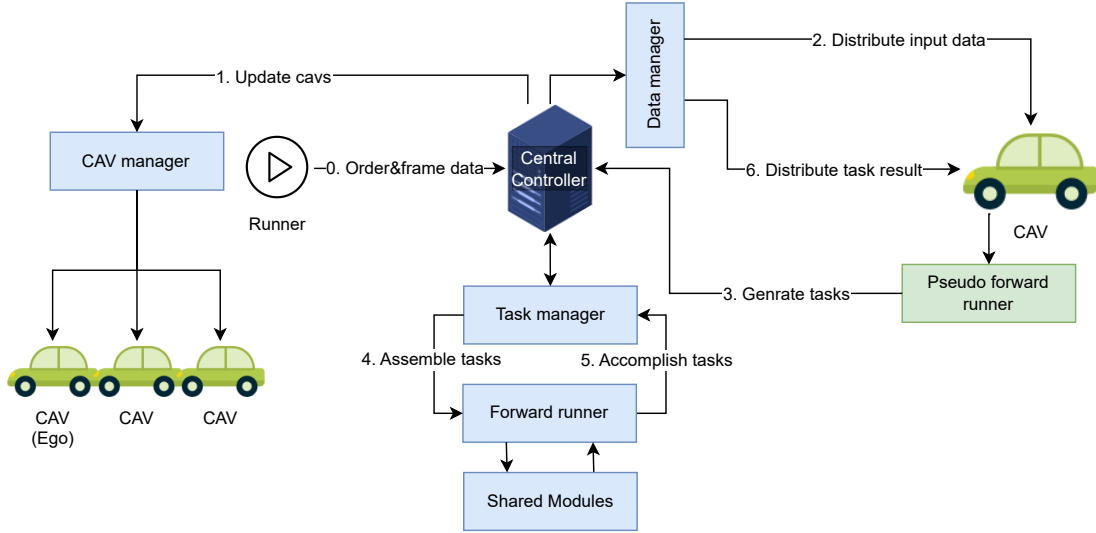 2. Distribute input data
Data manager
1. Update cavs
CAV manager
0. Order&frame data
Central
Controller
6. Distribute task result
Runner
CAV
3. Genrate tasks
Pseudo forward
runner
Task manager
4. Assemble tasks
5. Accomplish tasks
Forward runner
CAV
(Ego)
CAV
CAV
Shared Modules